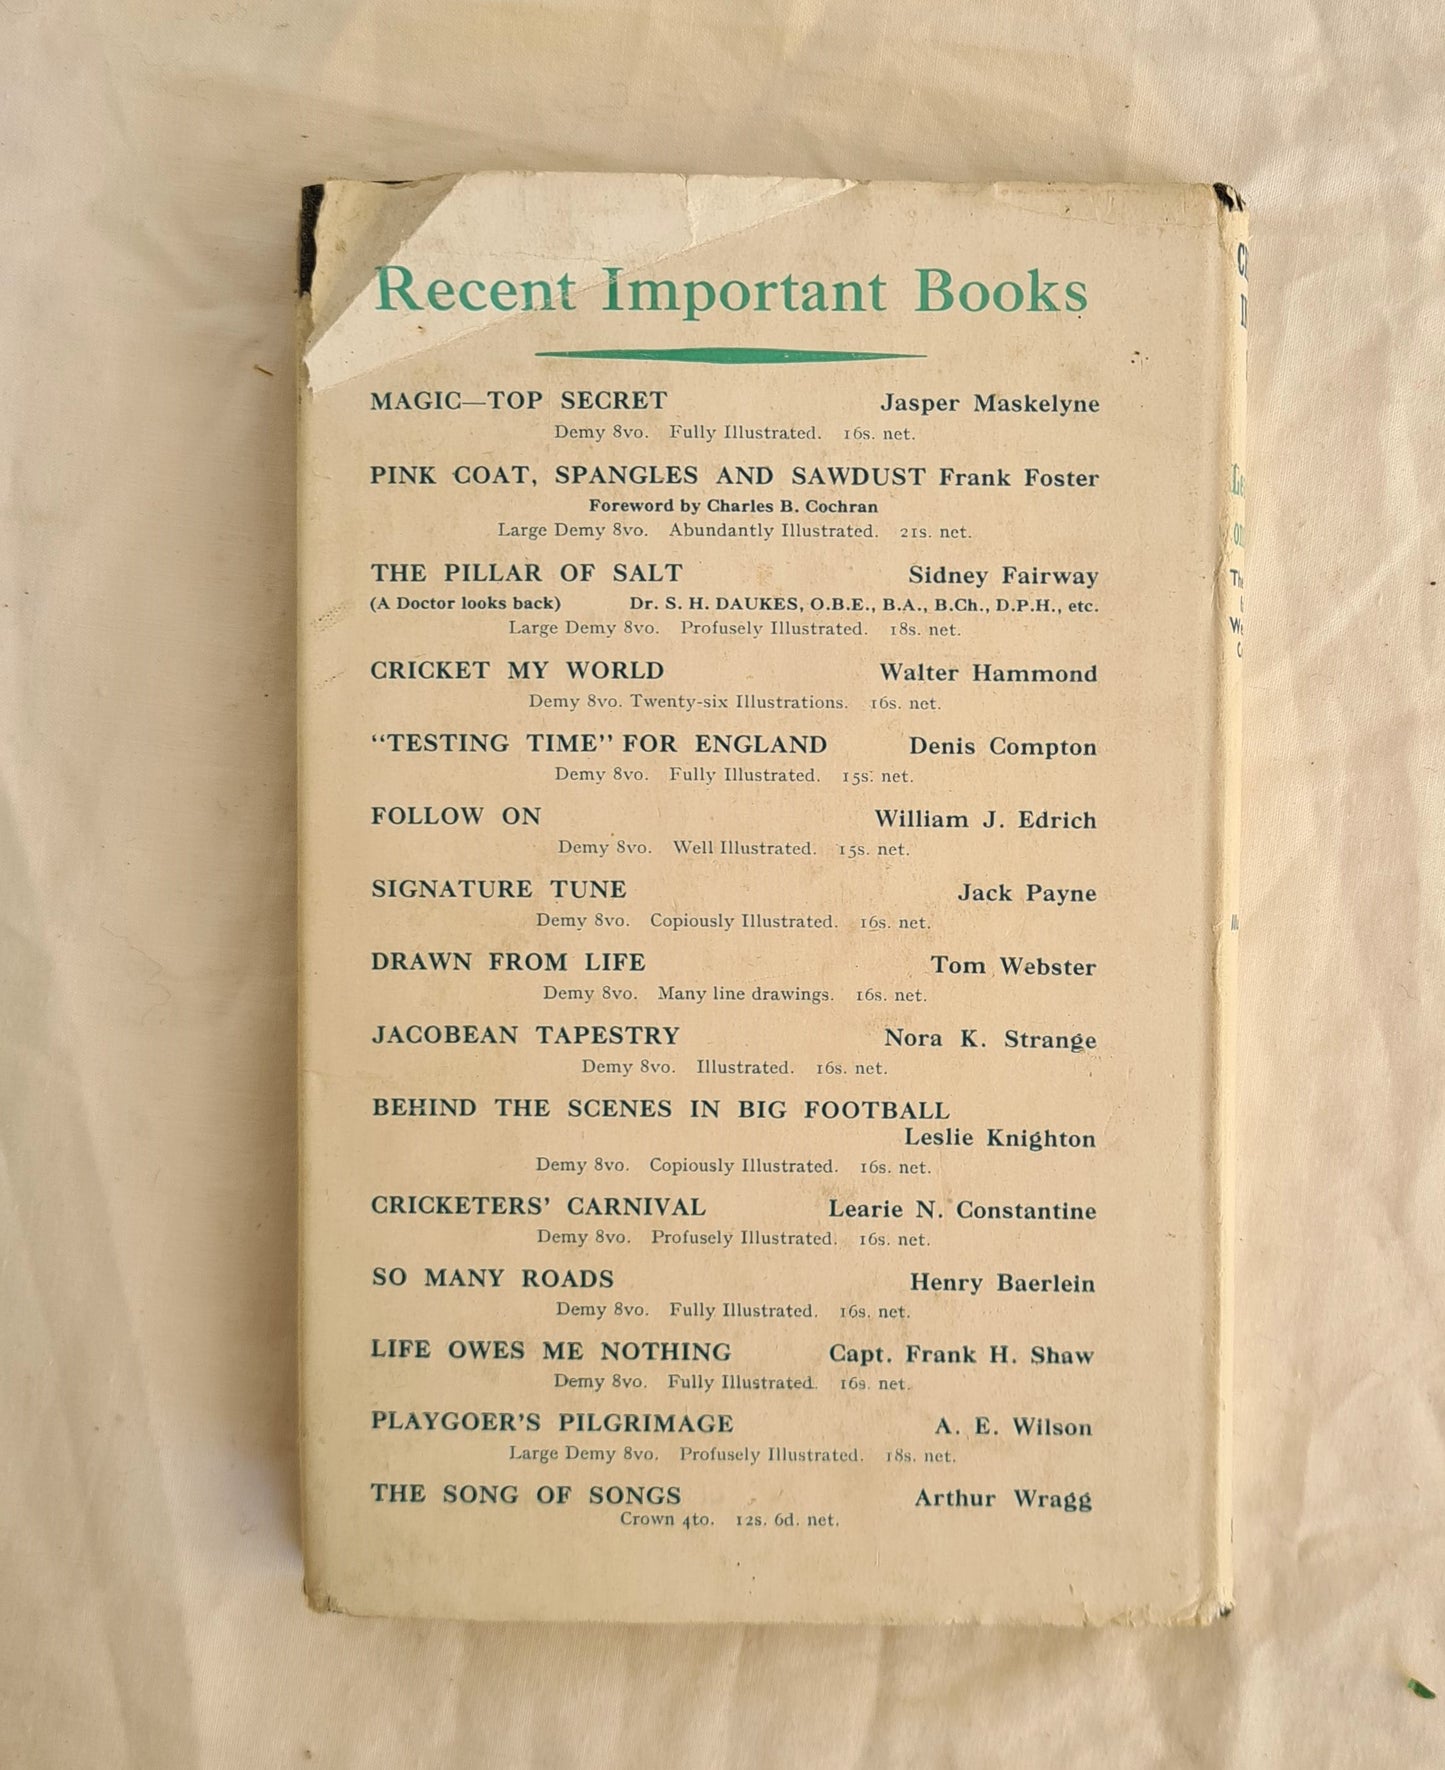 Recent Important Books
MAGIC—TOP SECRET Jasper Maskelyne
Demy 8vo. Fully Illustrated. 16s. net.
PINK COAT, SPANGLES AND SAWDUST Frank Foster
Foreword by Charles B. Cochran
Large Demy 8vo. Abundantly Illustrated. 21s. net.
THE PILLAR OF SALT Sidney Fairway
(A Doctor looks back) Dr. S. H. DAUKES, O.B.E., B.A., B.Ch., D.P.H., etc.
Large Demy 8vo. Profusely Illustrated. 18s. net.
CRICKET MY WORLD Walter Hammond
Demy 8vo. Twenty-six Illustrations. 16s. net.
“TESTING TIME” FOR ENGLAND Denis Compton
Demy 8vo. Fully Illustrated. 15s. net.
FOLLOW ON William J. Edrich
Demy 8vo. Well Illustrated. 15s. net.
SIGNATURE TUNE Jack Payne
Demy 8vo. Copiously Illustrated. 16s. net.
DRAWN FROM LIFE Tom Webster
Demy 8vo. Many line drawings. 16s. net.
JACOBEAN TAPESTRY Nora K. Strange
Demy 8vo. Illustrated. 16s. net.
BEHIND THE SCENES IN BIG FOOTBALL
Leslie Knighton
Demy 8vo. Copiously Illustrated. 16s. net.
CRICKETERS’ CARNIVAL Learie N. Constantine
Demy 8vo. Profusely Illustrated. 16s. net.
SO MANY ROADS Henry Baerlein
Demy 8vo. Fully Illustrated. 16s. net.
LIFE OWES ME NOTHING Capt. Frank H. Shaw
Demy 8vo. Fully Illustrated. 16s. net.
PLAYGOER’S PILGRIMAGE A. E. Wilson
Large Demy 8vo. Profusely Illustrated. 18s. net.
THE SONG OF SONGS Arthur Wragg
Crown 4to. 12s. 6d. net.